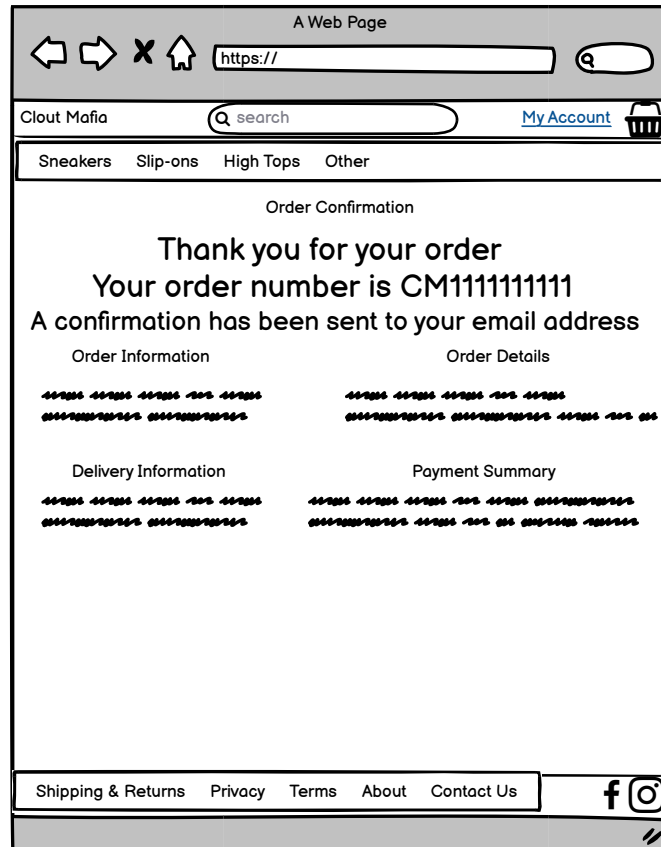 A Web Page
https://
Clout Mafia
search
My Account
Sneakers Slip-ons High Tops Other
Order Confirmation
Thank you for your order
Your order number is CM1111111111
A confirmation has been sent to your email address
Order Information Order Details
Delivery Information Payment Summary
Shipping & Returns Privacy Terms About Contact Us